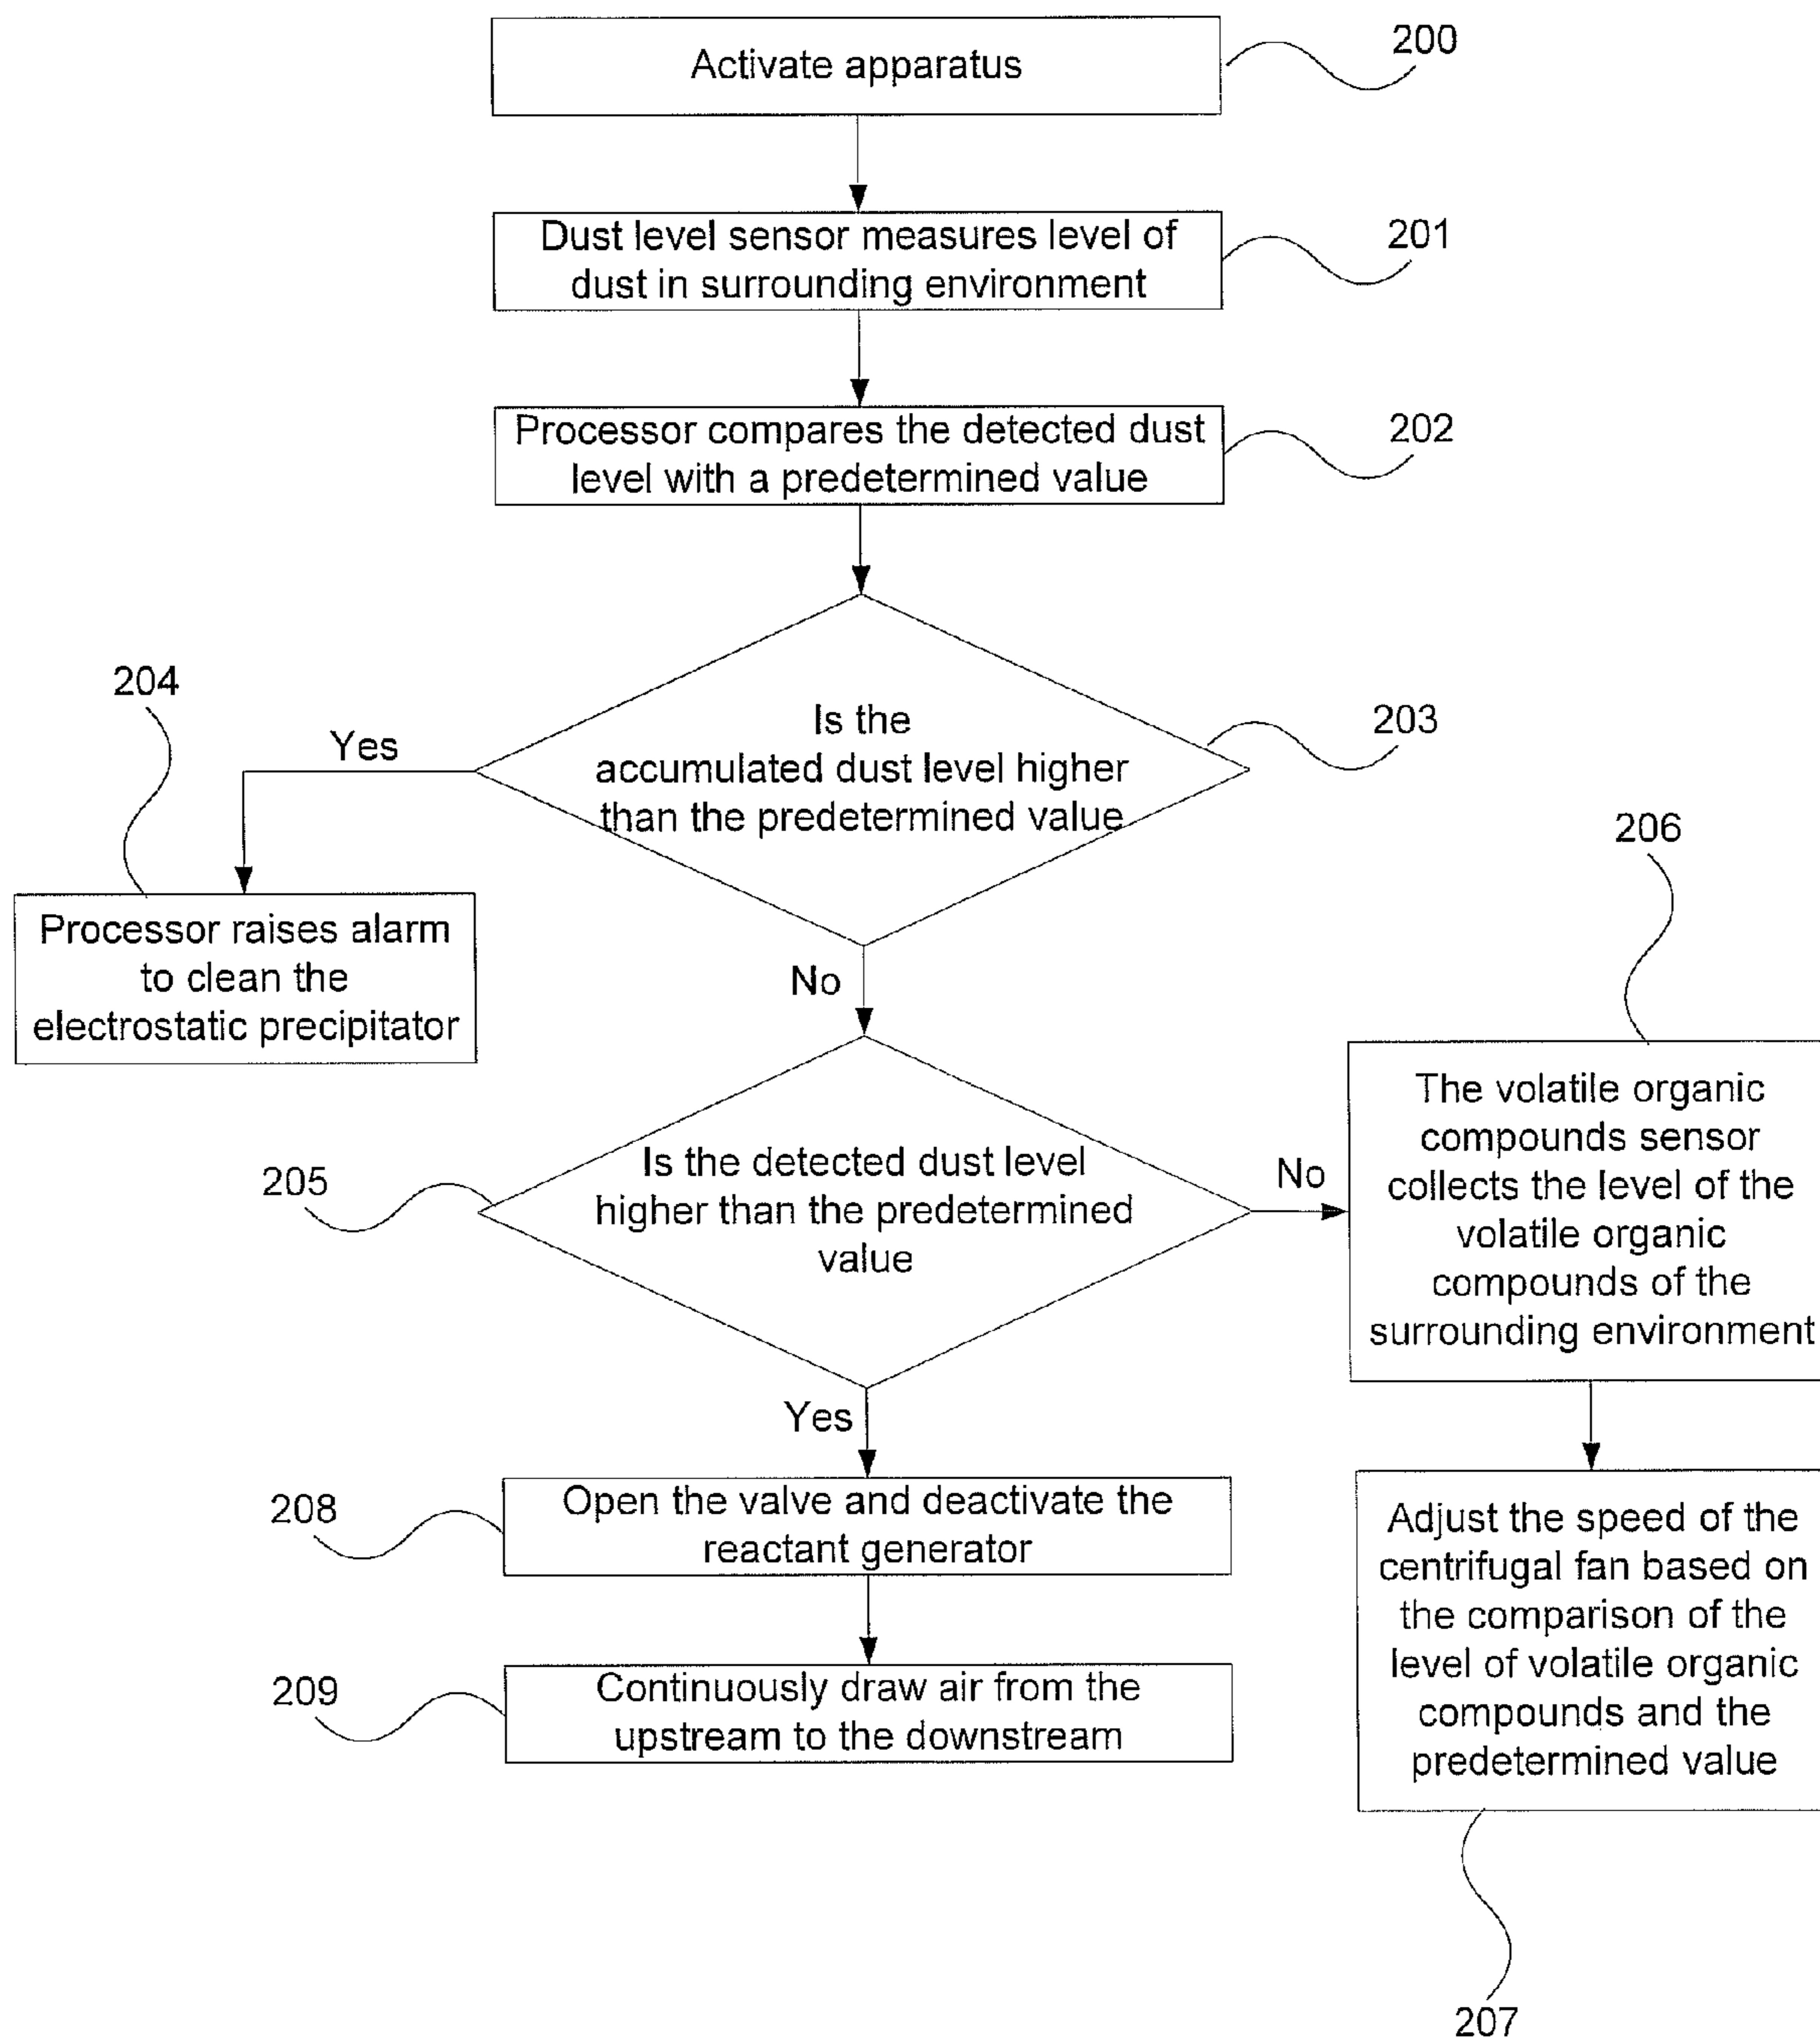 Activate apparatus
200
Dust level sensor measures level of
dust in surrounding environment
201
Processor compares the detected dust
level with a predetermined value
202
Is the
accumulated dust level higher
than the predetermined value
203
Yes
204
Processor raises alarm
to clean the
electrostatic precipitator
No
205
Is the detected dust level
higher than the predetermined
value
No
206
The volatile organic
compounds sensor
collects the level of the
volatile organic
compounds of the
surrounding environment
Yes
208
Open the valve and deactivate the
reactant generator
209
Continuously draw air from the
upstream to the downstream
Adjust the speed of the
centrifugal fan based on
the comparison of the
level of volatile organic
compounds and the
predetermined value
207